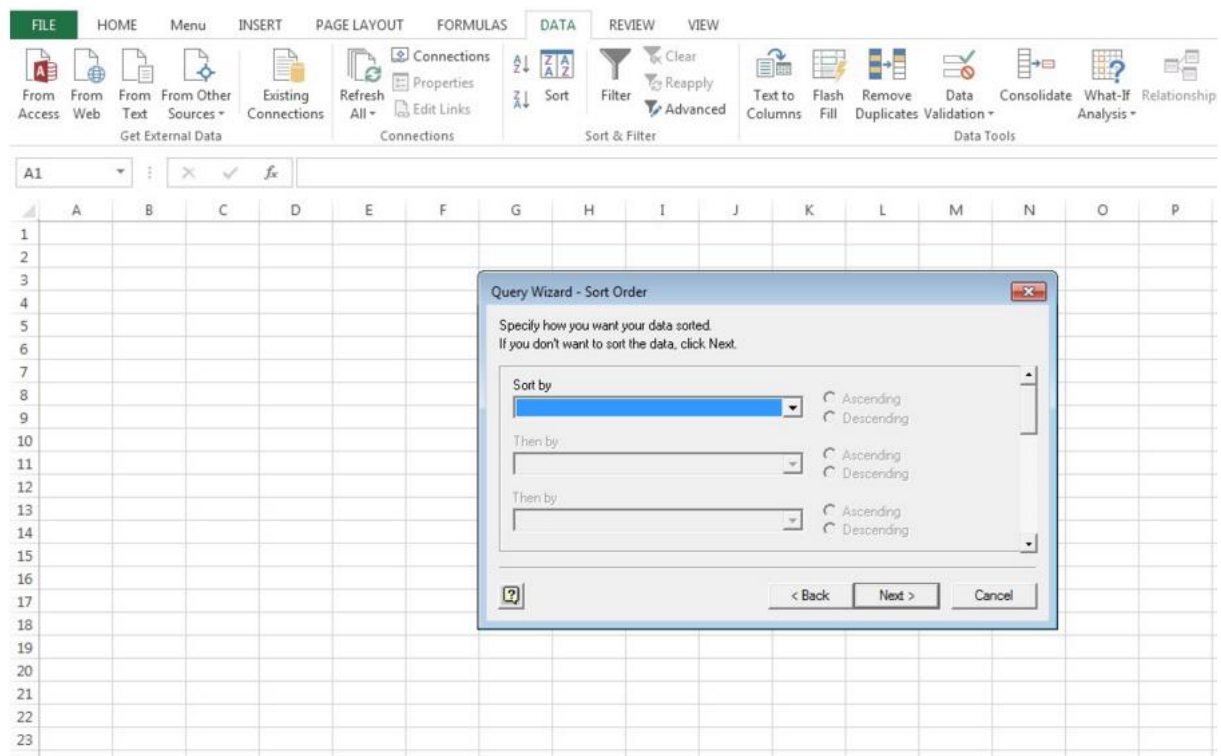 FILE HOME Menu INSERT PAGE LAYOUT FORMULAS DATA REVIEW VIEW
From Access
From Web
From Text
From Other Sources
Existing Connections
Get External Data
Refresh All
Connections
Properties
Edit Links
Connections
Sort
Filter
Clear
Reapply
Advanced
Sort & Filter
Text to Columns
Flash Fill
Remove Duplicates
Data Validation
Consolidate
What-If Analysis
Relationship
Data Tools
A1 fx
A B C D E F G H I J K L M N O P
1
2
3
4
5
6
7
8
9
10
11
12
13
14
15
16
17
18
19
20
21
22
23
Query Wizard - Sort Order
Specify how you want your data sorted.
If you don't want to sort the data, click Next.
Sort by
Ascending
Descending
Then by
Ascending
Descending
Then by
Ascending
Descending
< Back Next > Cancel